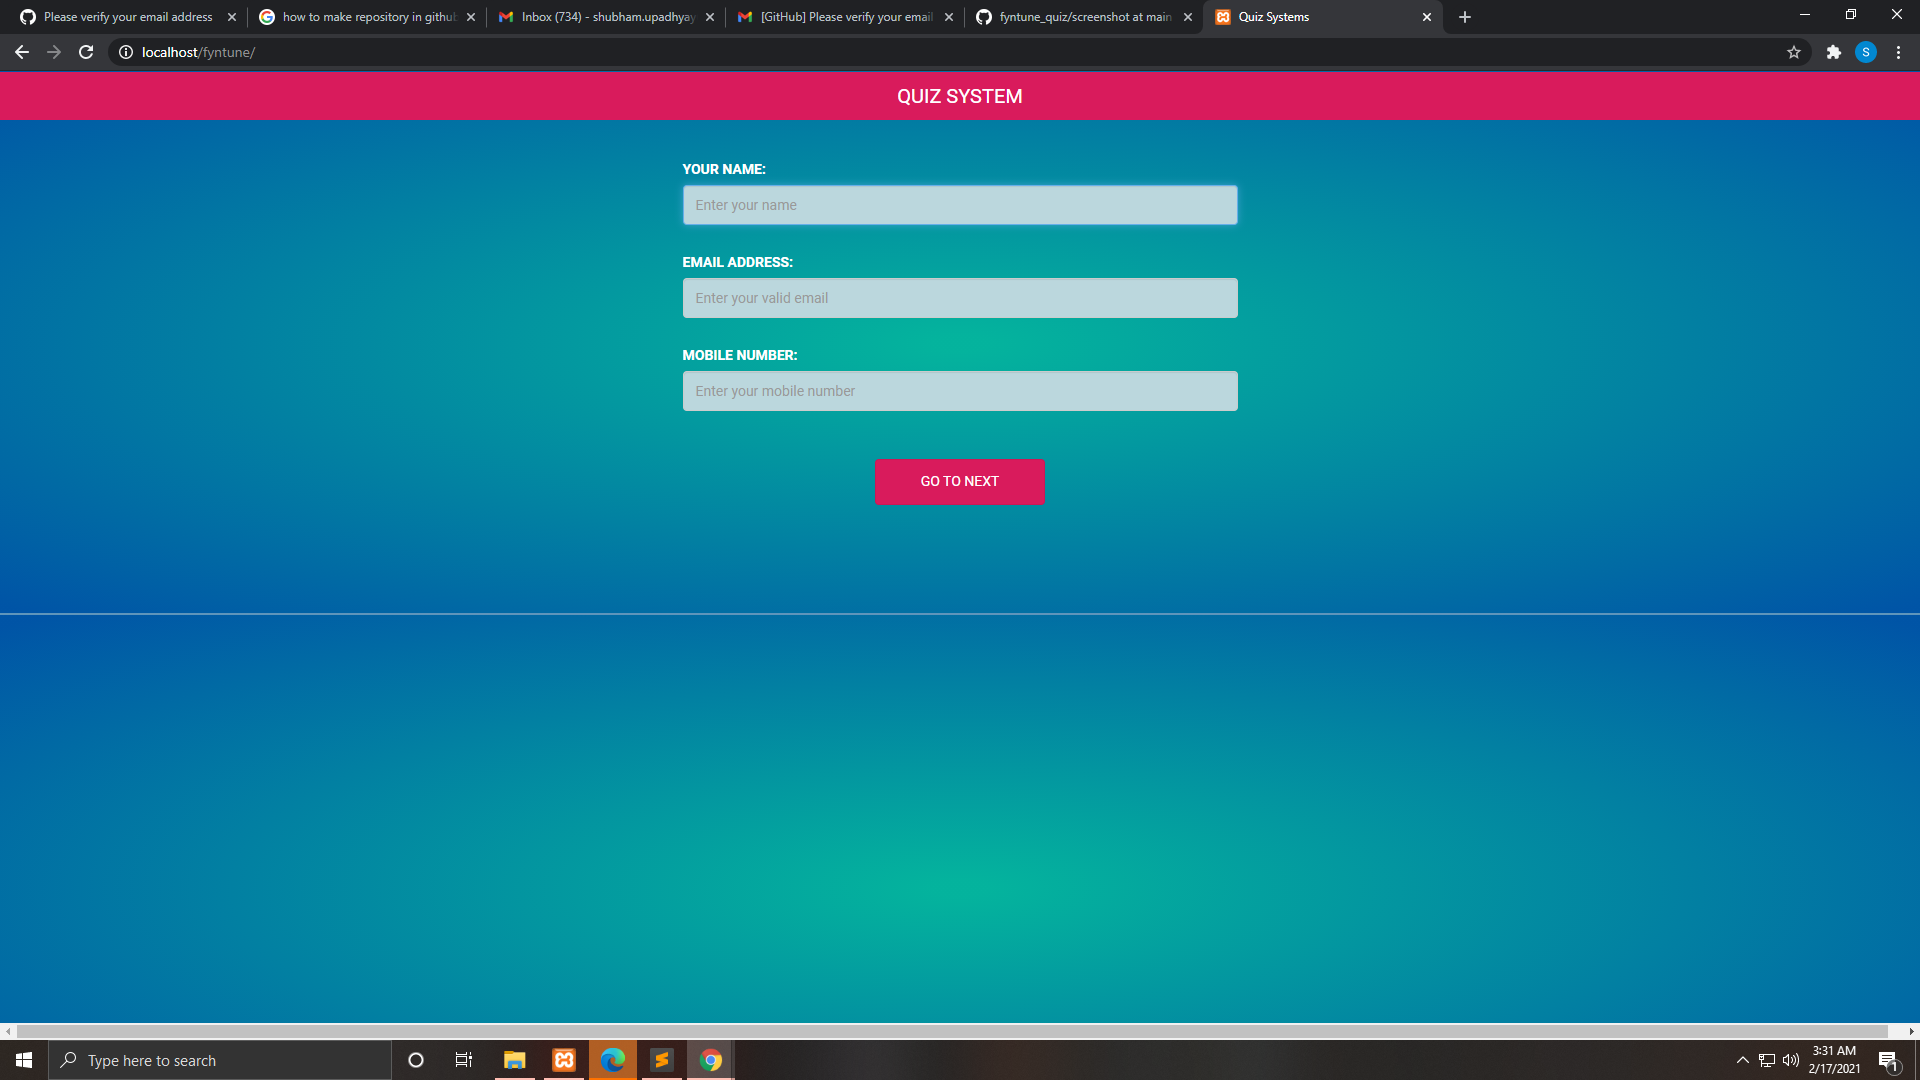 Please verify your email address
how to make repository in github
Inbox (734) - shubham.upadhyay
[GitHub] Please verify your email
fyntune_quiz/screenshot at main
Quiz Systems
localhost/fyntune/
S
QUIZ SYSTEM
YOUR NAME:
Enter your name
EMAIL ADDRESS:
Enter your valid email
MOBILE NUMBER:
Enter your mobile number
GO TO NEXT
Type here to search
3:31 AM
2/17/2021
1